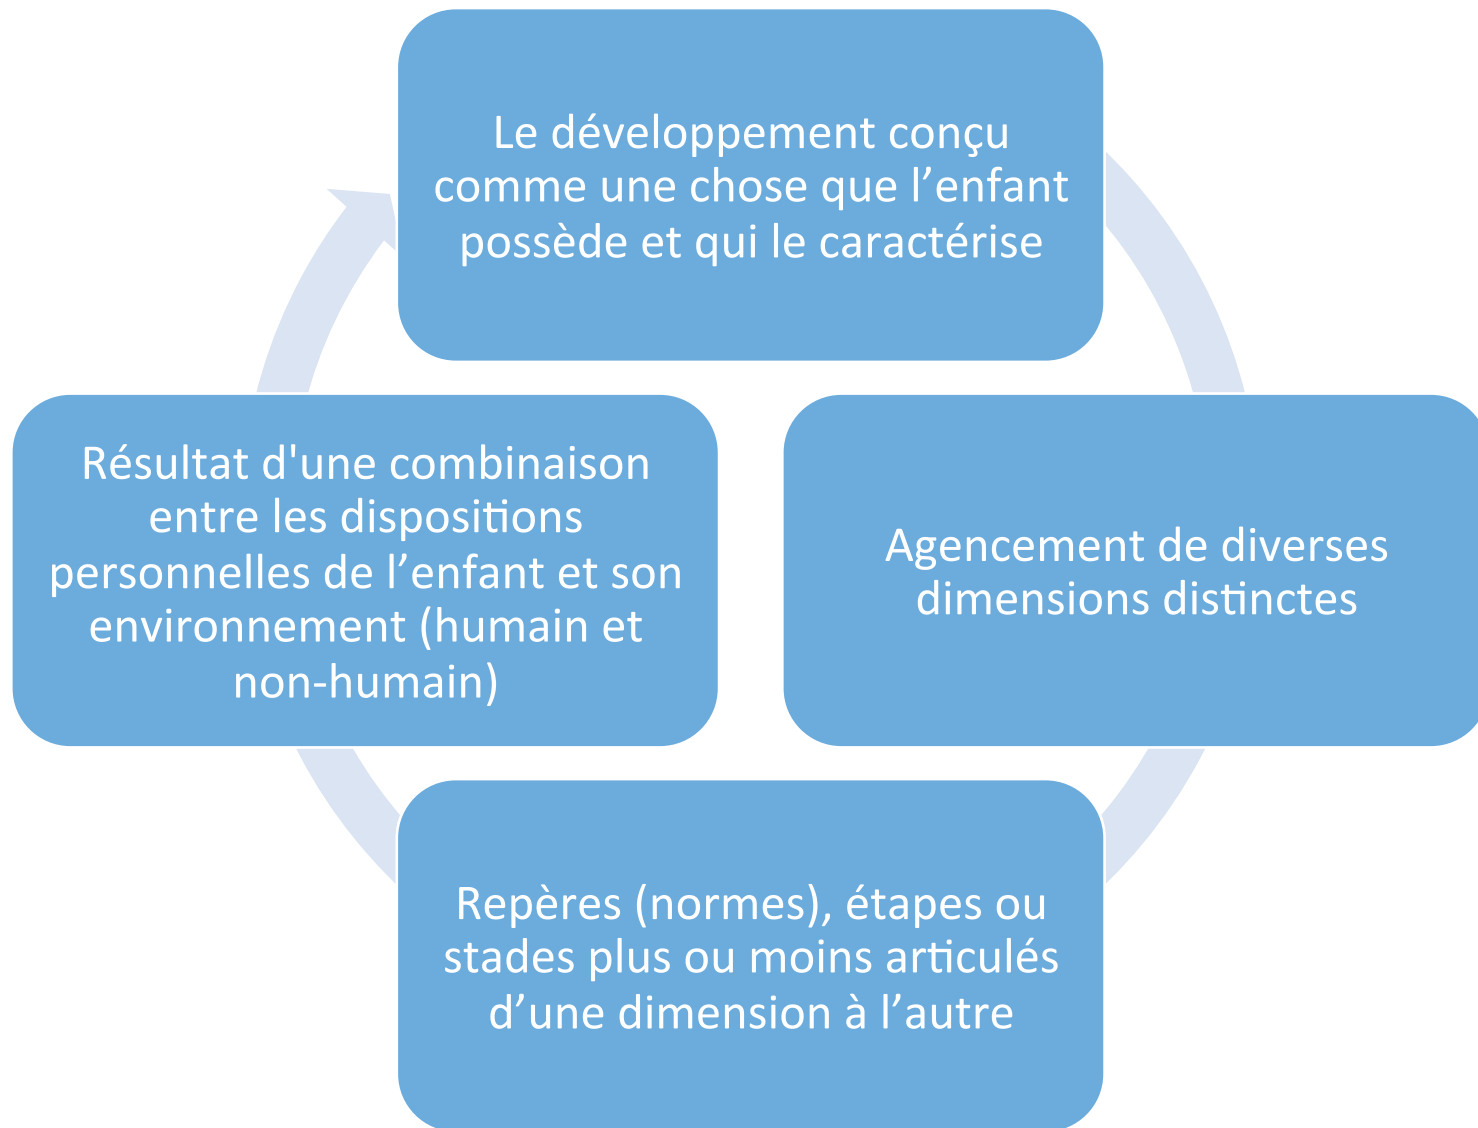 Le développement conçu
comme une chose que l’enfant
possède et qui le caractérise
Agencement de diverses
dimensions distinctes
Repères (normes), étapes ou
stades plus ou moins articulés
d’une dimension à l’autre
Résultat d'une combinaison
entre les dispositions
personnelles de l’enfant et son
environnement (humain et
non-humain)